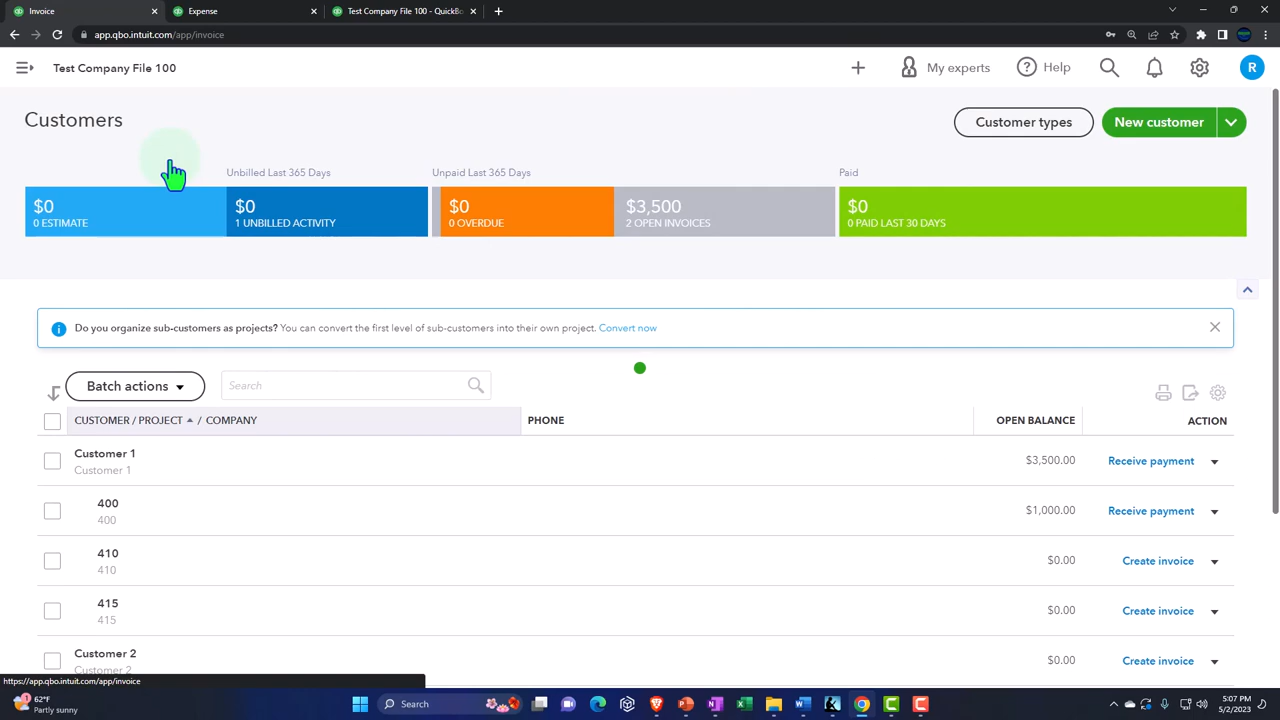 Invoice
Expense
Test Company File 100 - QuickBo
app.qbo.intuit.com/app/invoice
Test Company File 100
My experts
Help
R
Customers
Customer types
New customer
Unbilled Last 365 Days
Unpaid Last 365 Days
Paid
$0
$0
$0
$3,500
$0
0 ESTIMATE
1 UNBILLED ACTIVITY
0 OVERDUE
2 OPEN INVOICES
0 PAID LAST 30 DAYS
Do you organize sub-customers as projects? You can convert the first level of sub-customers into their own project. Convert now
Batch actions
Search
CUSTOMER / PROJECT / COMPANY
PHONE
OPEN BALANCE
ACTION
Customer 1
Customer 1
$3,500.00
Receive payment
400
400
$1,000.00
Receive payment
410
410
$0.00
Create invoice
415
415
$0.00
Create invoice
Customer 2
Customer 2
$0.00
Create invoice
https://app.qbo.intuit.com/app/invoice
62°F
Partly sunny
Search
5:07 PM
5/2/2023